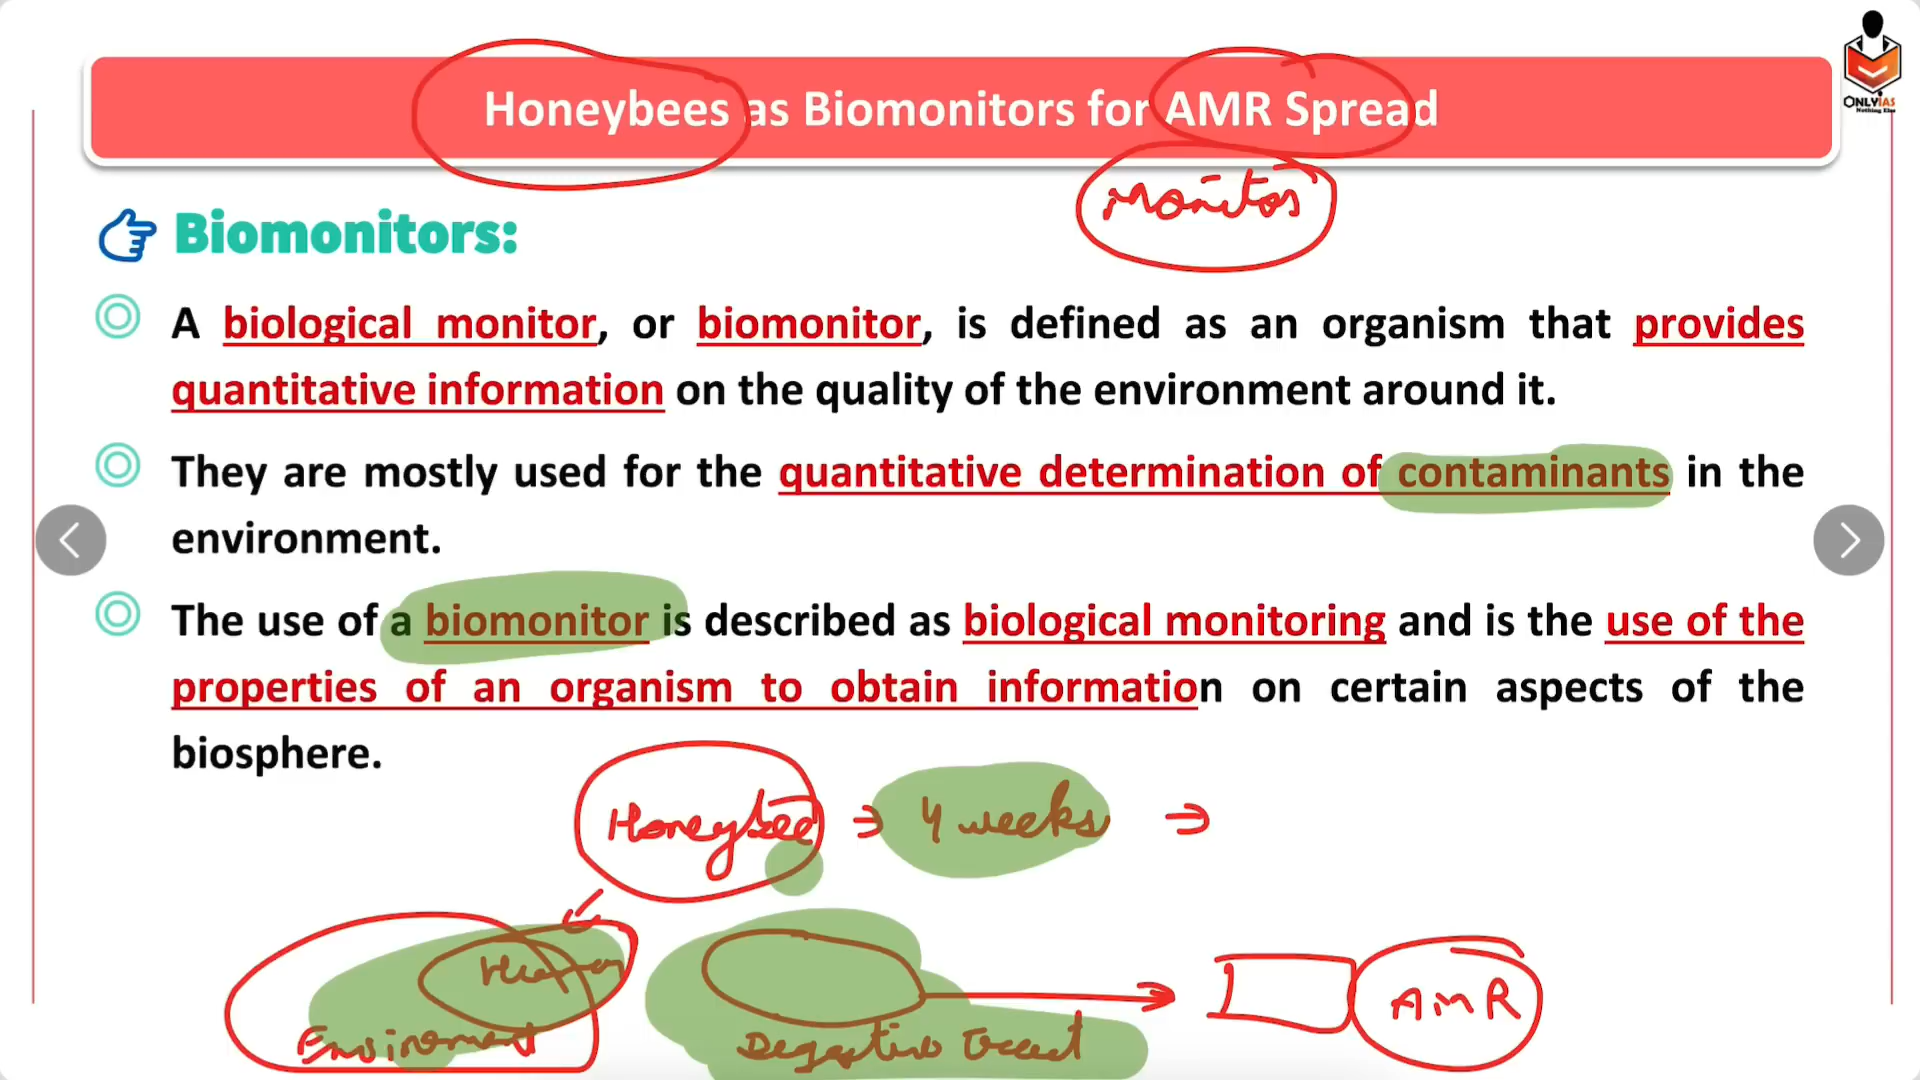 Honeybees as Biomonitors for AMR Spread
ONLYIAS
Nothing Else
Monitor
Biomonitors:
A biological monitor, or biomonitor, is defined as an organism that provides
quantitative information on the quality of the environment around it.
They are mostly used for the quantitative determination of contaminants in the
environment.
The use of a biomonitor is described as biological monitoring and is the use of the
properties of an organism to obtain information on certain aspects of the
biosphere.
Honeybee → 4 weeks →
Human
AMR
Environment
Digestive Tract